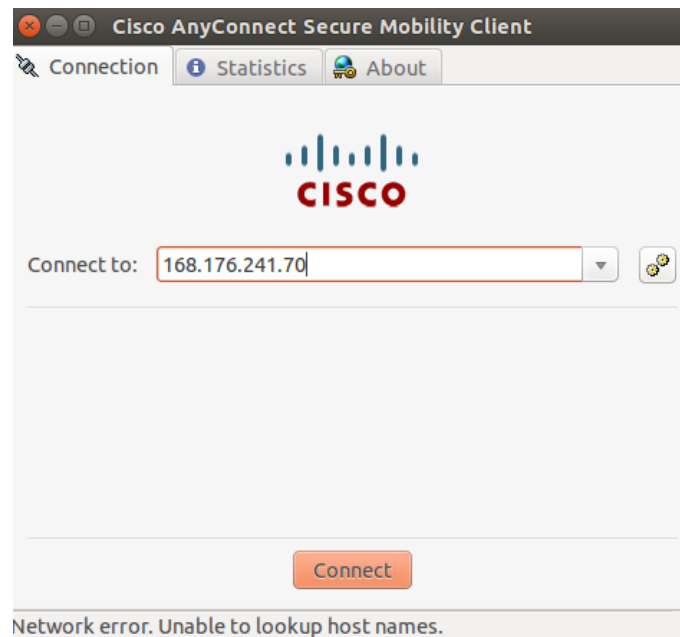 Cisco AnyConnect Secure Mobility Client
Connection Statistics About
CISCO
Connect to: 168.176.241.70
Connect
Network error. Unable to lookup host names.